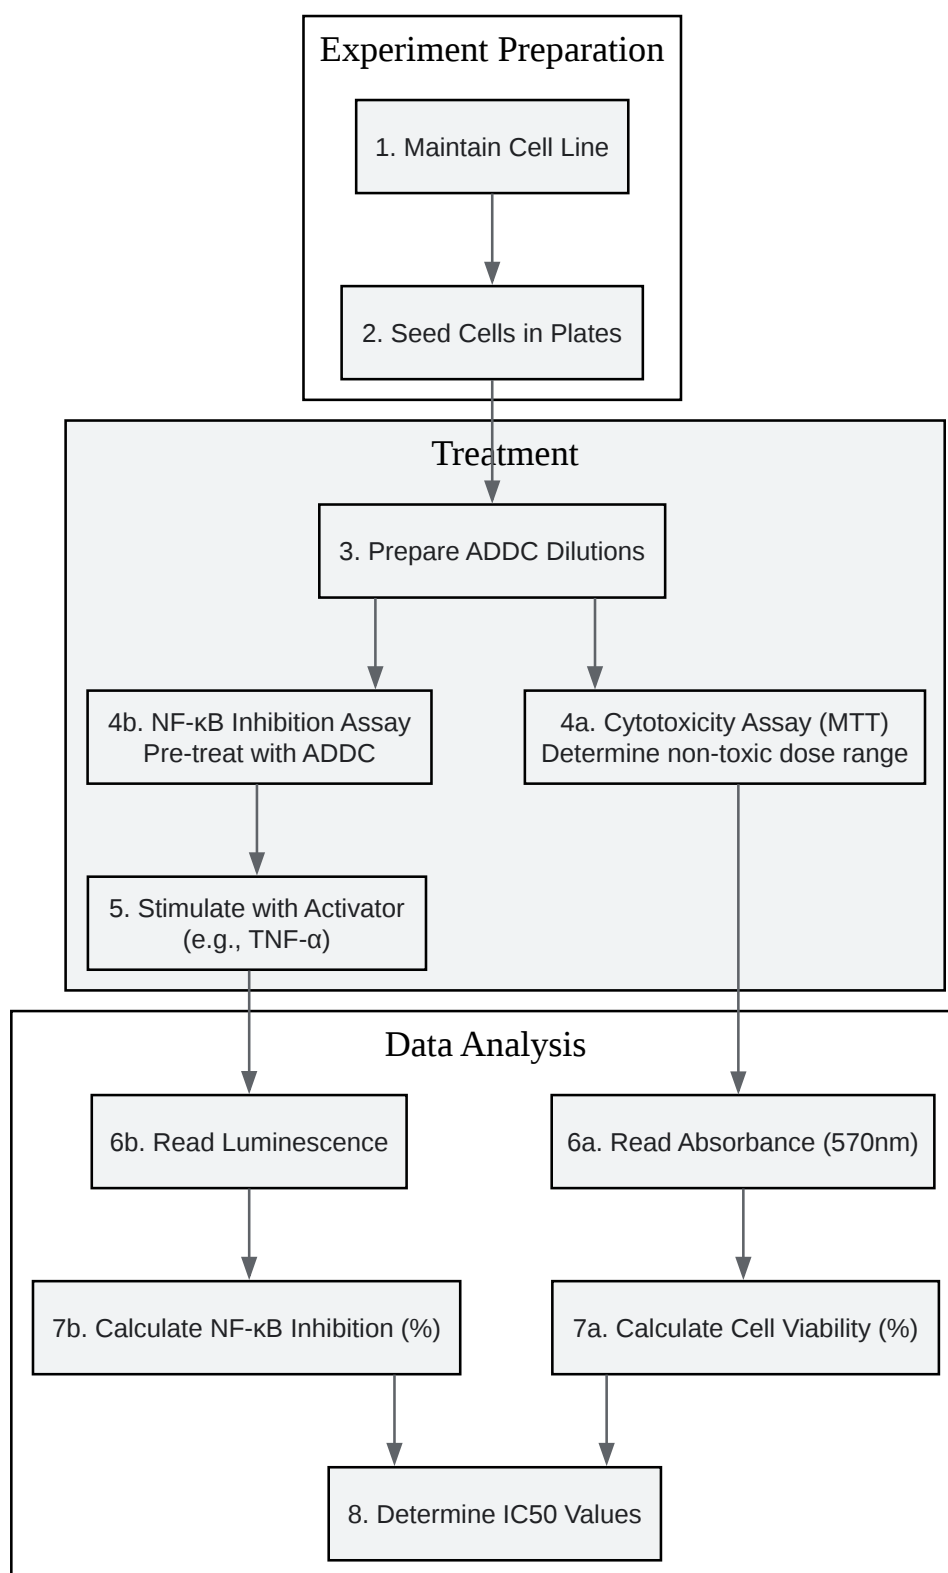 Experiment Preparation
1. Maintain Cell Line
2. Seed Cells in Plates
Treatment
3. Prepare ADDC Dilutions
4b. NF-κB Inhibition Assay
Pre-treat with ADDC
4a. Cytotoxicity Assay (MTT)
Determine non-toxic dose range
5. Stimulate with Activator
(e.g., TNF-α)
Data Analysis
6b. Read Luminescence
6a. Read Absorbance (570nm)
7b. Calculate NF-κB Inhibition (%)
7a. Calculate Cell Viability (%)
8. Determine IC50 Values